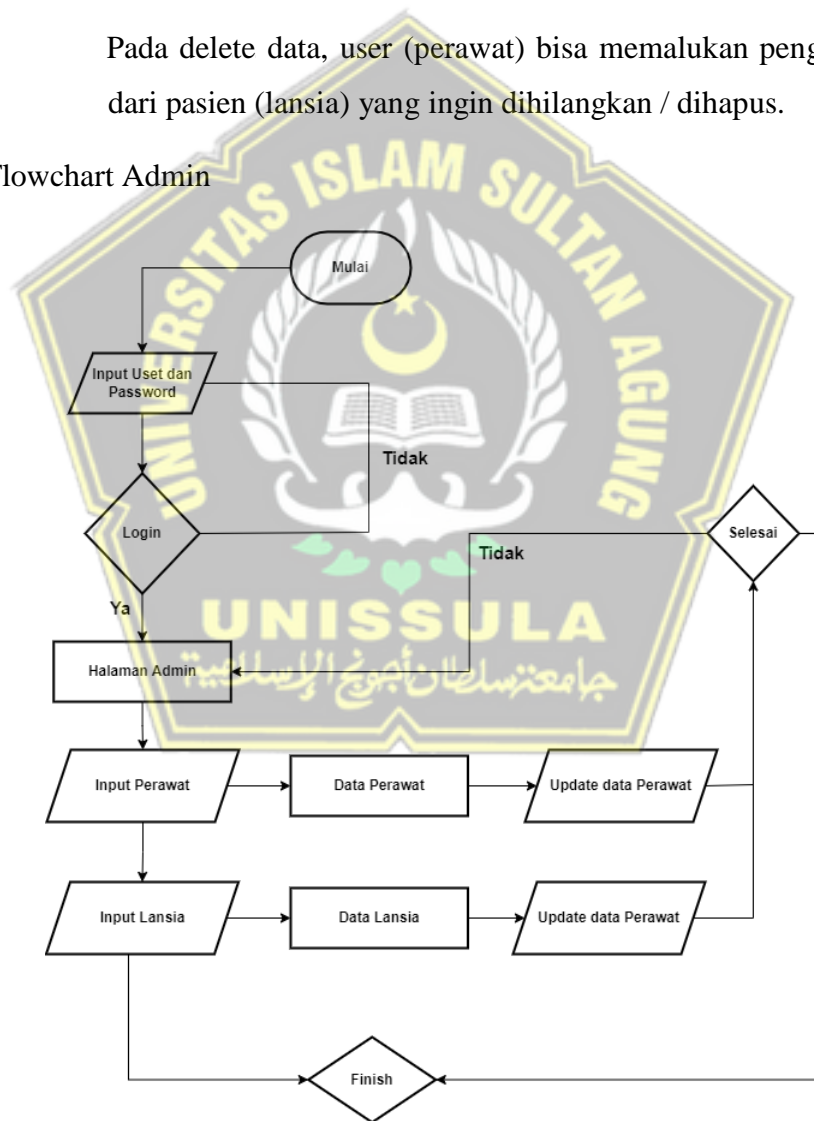 Pada delete data, user (perawat) bisa memalukan peng
dari pasien (lansia) yang ingin dihilangkan / dihapus.
Flowchart Admin
UNIVERSITAS ISLAM SULTAN AGUNG
Mulai
Input Uset dan
Password
Tidak
Login
Selesai
Tidak
Ya
UNISSULA
Halaman Admin
جامعة سلطان أجونج الإسلامية
Input Perawat
Data Perawat
Update data Perawat
Input Lansia
Data Lansia
Update data Perawat
Finish